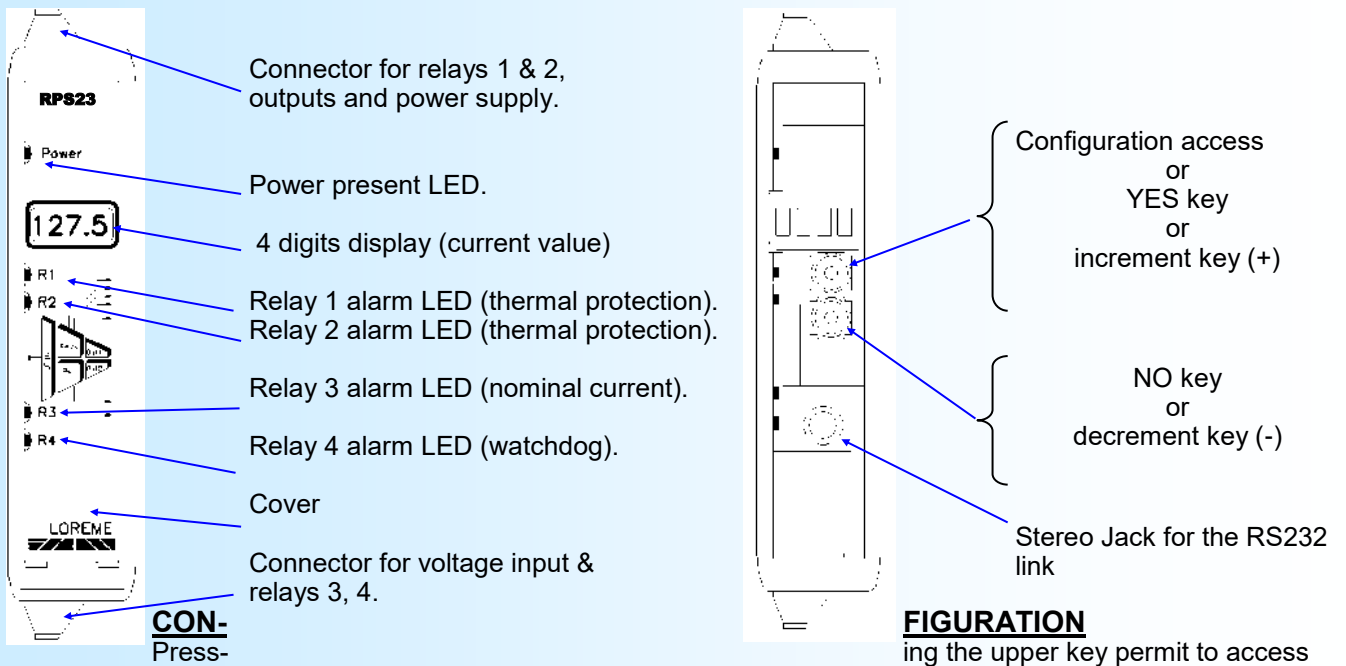 RPS23
Power
127.5
R1
R2
R3
R4
LOREME
Connector for relays 1 & 2,
outputs and power supply.
Power present LED.
4 digits display (current value)
Relay 1 alarm LED (thermal protection).
Relay 2 alarm LED (thermal protection).
Relay 3 alarm LED (nominal current).
Relay 4 alarm LED (watchdog).
Cover
Connector for voltage input &
relays 3, 4.
Configuration access
or
YES key
or
increment key (+)
NO key
or
decrement key (-)
Stereo Jack for the RS232
link
CON-
FIGURATION
Press-
ing the upper key permit to access